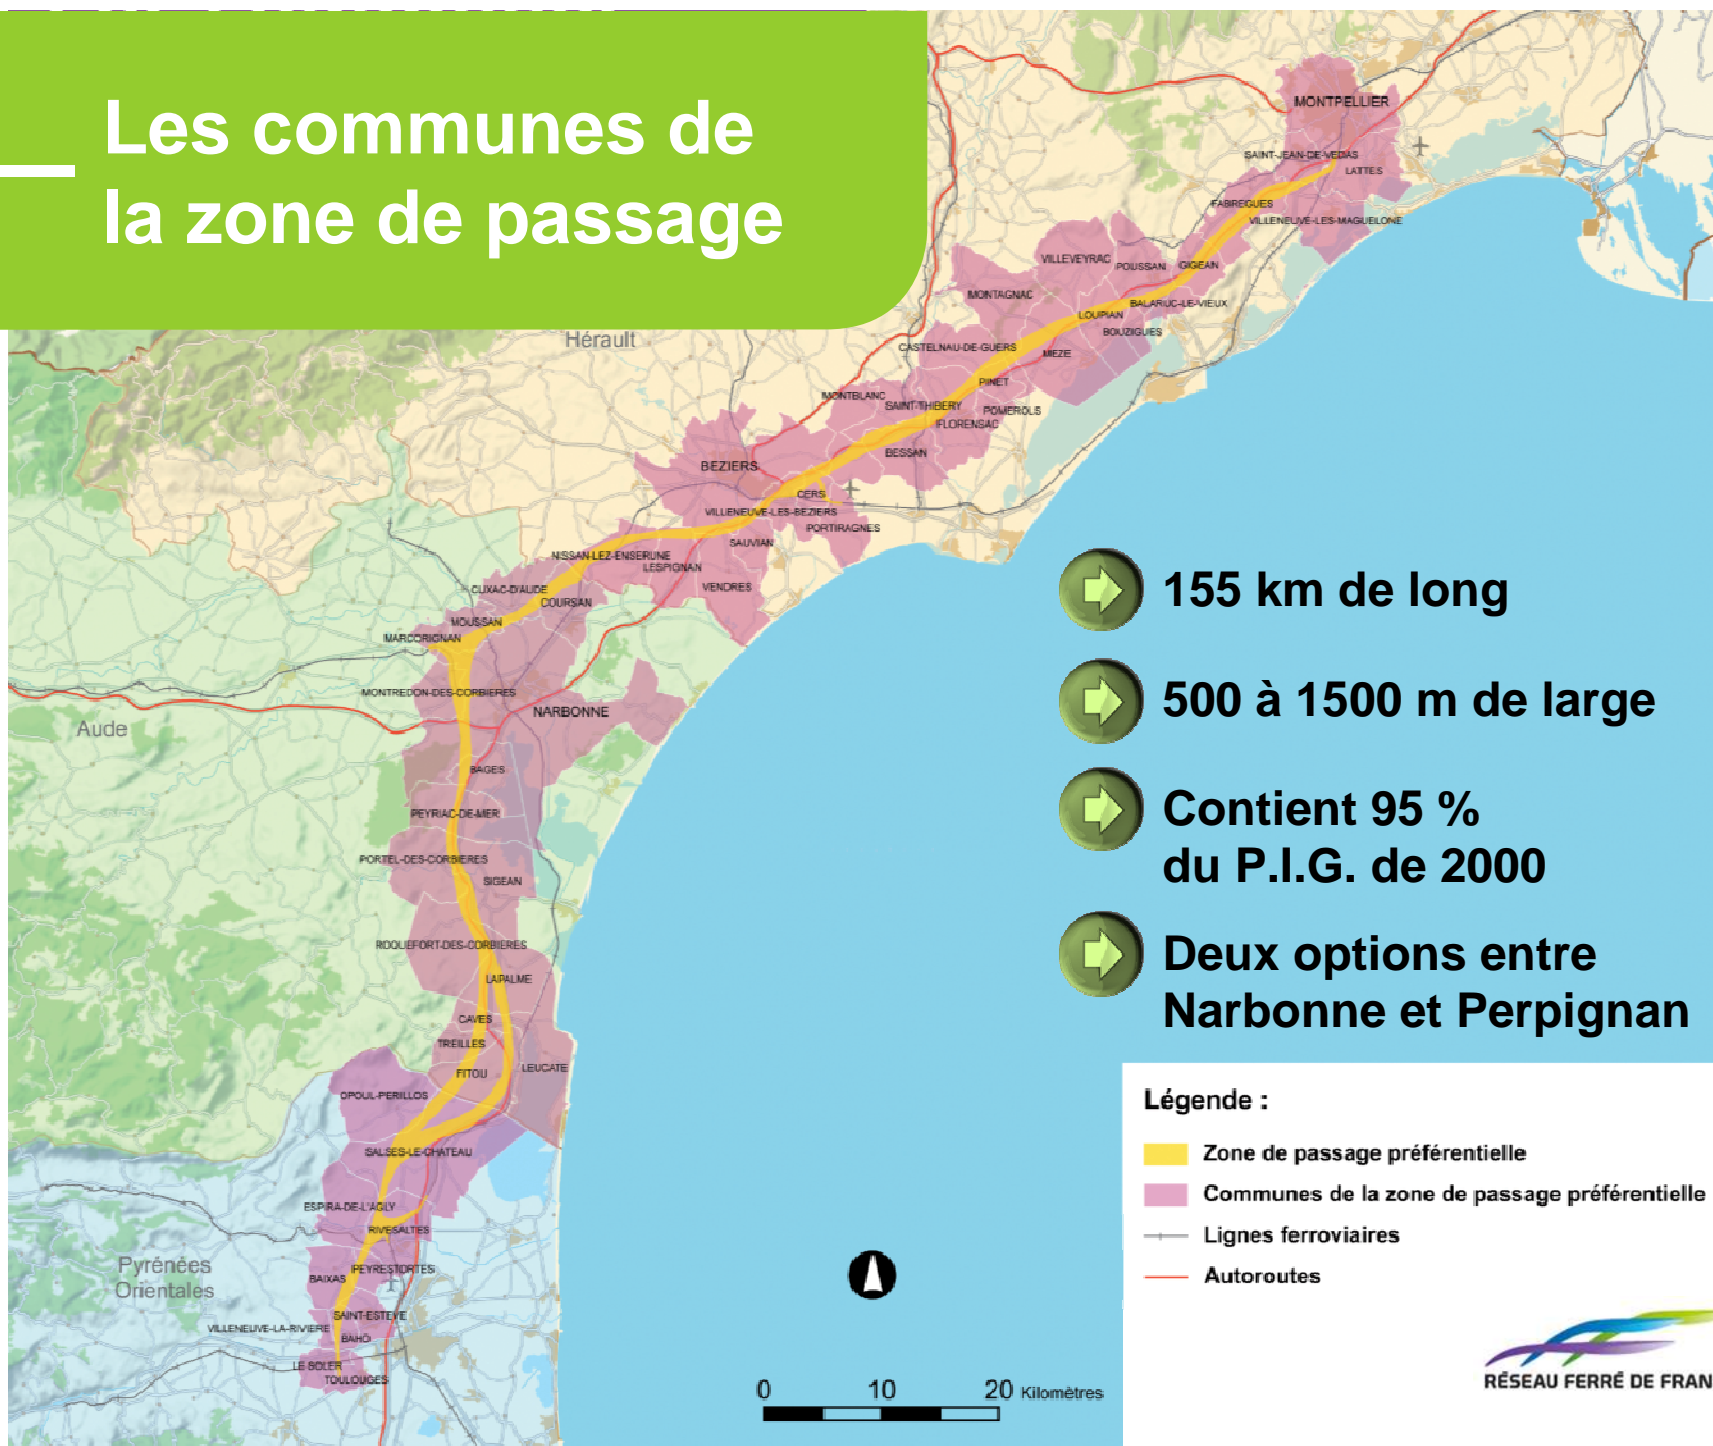 Les communes de
la zone de passage
MONTPELLIER
SAINT-JEAN-DE-VEDAS
LATTES
FABREGUES
VILLENEUVE-LES-MAGUELONE
VILLEVEYRAC
POUSSAN
GIGEAN
MONTAGNAC
BALARUC-LE-VIEUX
LOUPIAN
BOUZIGUES
Hérault
CASTELNAU-DE-GUERS
MEZE
PINET
MONTBLANC
SAINT-THIBERY
POMEROLS
FLORENSAC
BESSAN
BEZIERS
CERS
VILLENEUVE-LES-BEZIERS
PORTIRAGNES
SAUVIAN
NISSAN-LEZ-ENSERUNE
LESPIGNAN
VENDRES
CUXAC-D'AUDE
COURSAN
MOUSSAN
MARCORIGNAN
MONTREDON-DES-CORBIERES
NARBONNE
Aude
BAGES
PEYRIAC-DE-MER
PORTEL-DES-CORBIERES
SIGEAN
ROQUEFORT-DES-CORBIERES
LAPALME
CAVES
TREILLES
FITOU
LEUCATE
OPOUL-PERILLOS
SALSES-LE-CHATEAU
ESPIRA-DE-L'AGLY
RIVESALTES
Pyrénées
Orientales
PEYRESTORTES
BAIXAS
SAINT-ESTEVE
VILLENEUVE-LA-RIVIERE
BAHO
LE SOLER
TOULOUGES
155 km de long
500 à 1500 m de large
Contient 95 %
du P.I.G. de 2000
Deux options entre
Narbonne et Perpignan
Légende :
Zone de passage préférentielle
Communes de la zone de passage préférentielle
Lignes ferroviaires
Autoroutes
0 10 20 Kilomètres
RÉSEAU FERRÉ DE FRAN